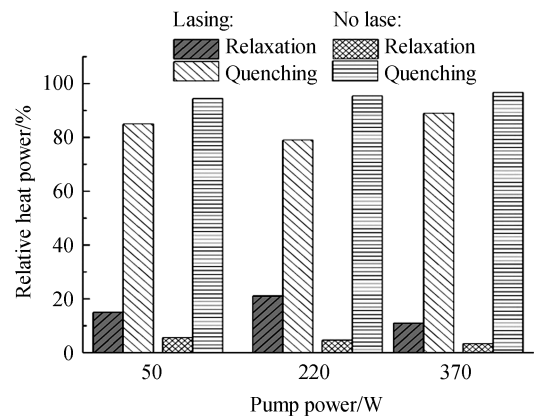 Lasing: No lase:
Relaxation Relaxation
Quenching Quenching
100
80
60
40
20
0
Relative heat power/%
50 220 370
Pump power/W